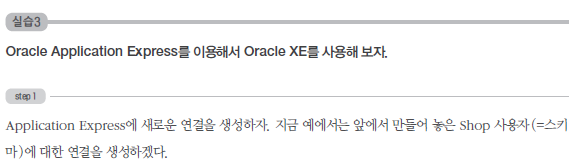 실습3
Oracle Application Express를 이용해서 Oracle XE를 사용해 보자.
step 1
Application Express에 새로운 연결을 생성하자. 지금 예에서는 앞에서 만들어 놓은 Shop 사용자(=스키
마)에 대한 연결을 생성하겠다.